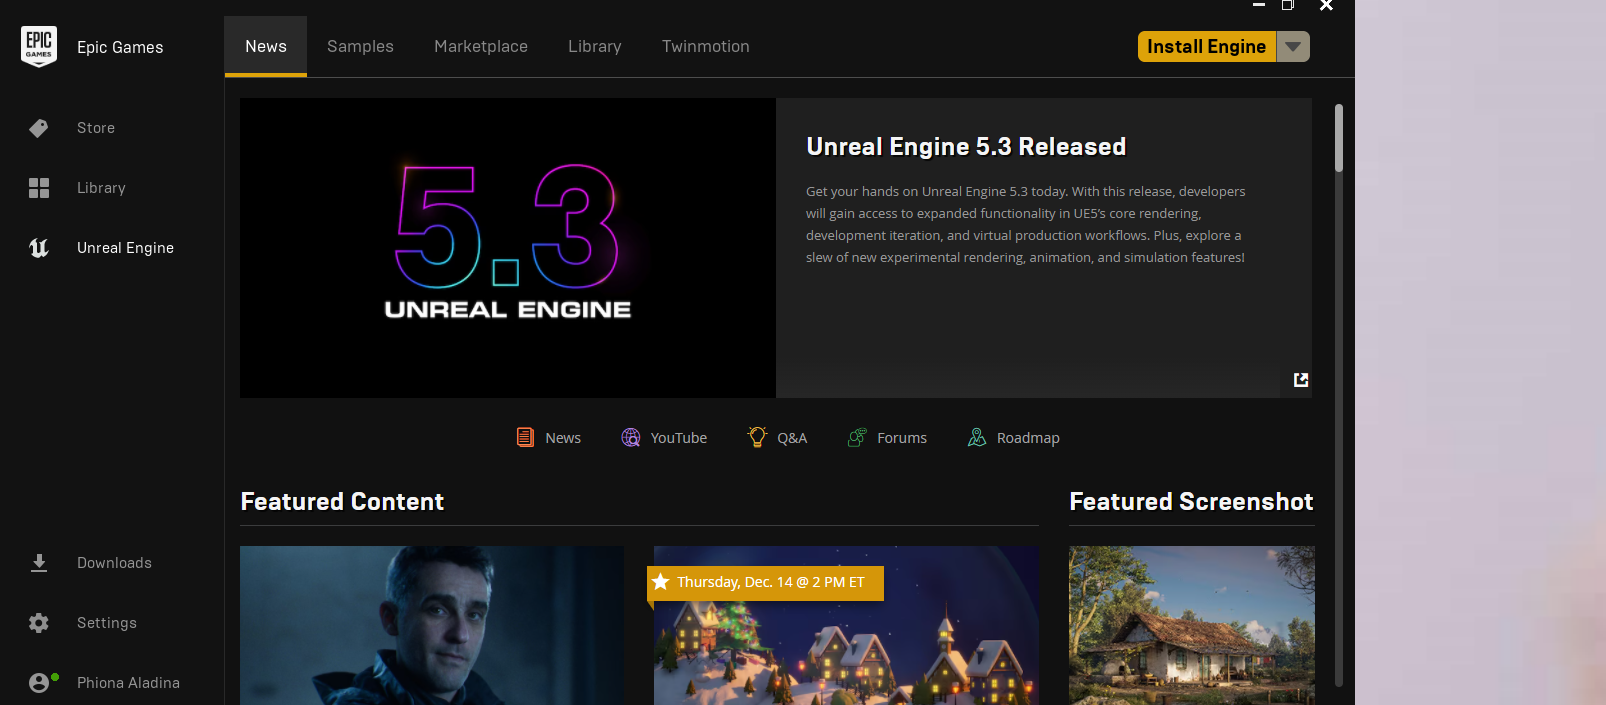 EPIC
GAMES
Epic Games
News
Samples
Marketplace
Library
Twinmotion
Install Engine
Store
Library
Unreal Engine
5.3
UNREAL ENGINE
Unreal Engine 5.3 Released
Get your hands on Unreal Engine 5.3 today. With this release, developers
will gain access to expanded functionality in UE5's core rendering,
development iteration, and virtual production workflows. Plus, explore a
slew of new experimental rendering, animation, and simulation features!
News
YouTube
Q&A
Forums
Roadmap
Featured Content
Featured Screenshot
Thursday, Dec. 14 @ 2 PM ET
Downloads
Settings
Phiona Aladina